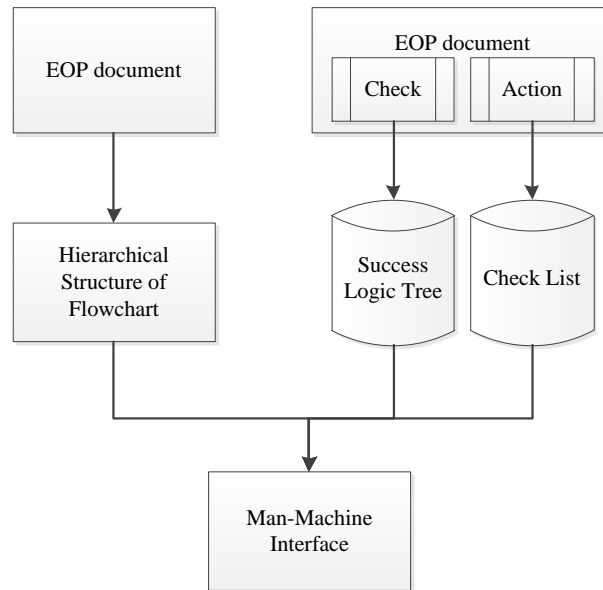 EOP document
EOP document
Check
Action
Hierarchical
Structure of
Flowchart
Success
Logic Tree
Check List
Man-Machine
Interface